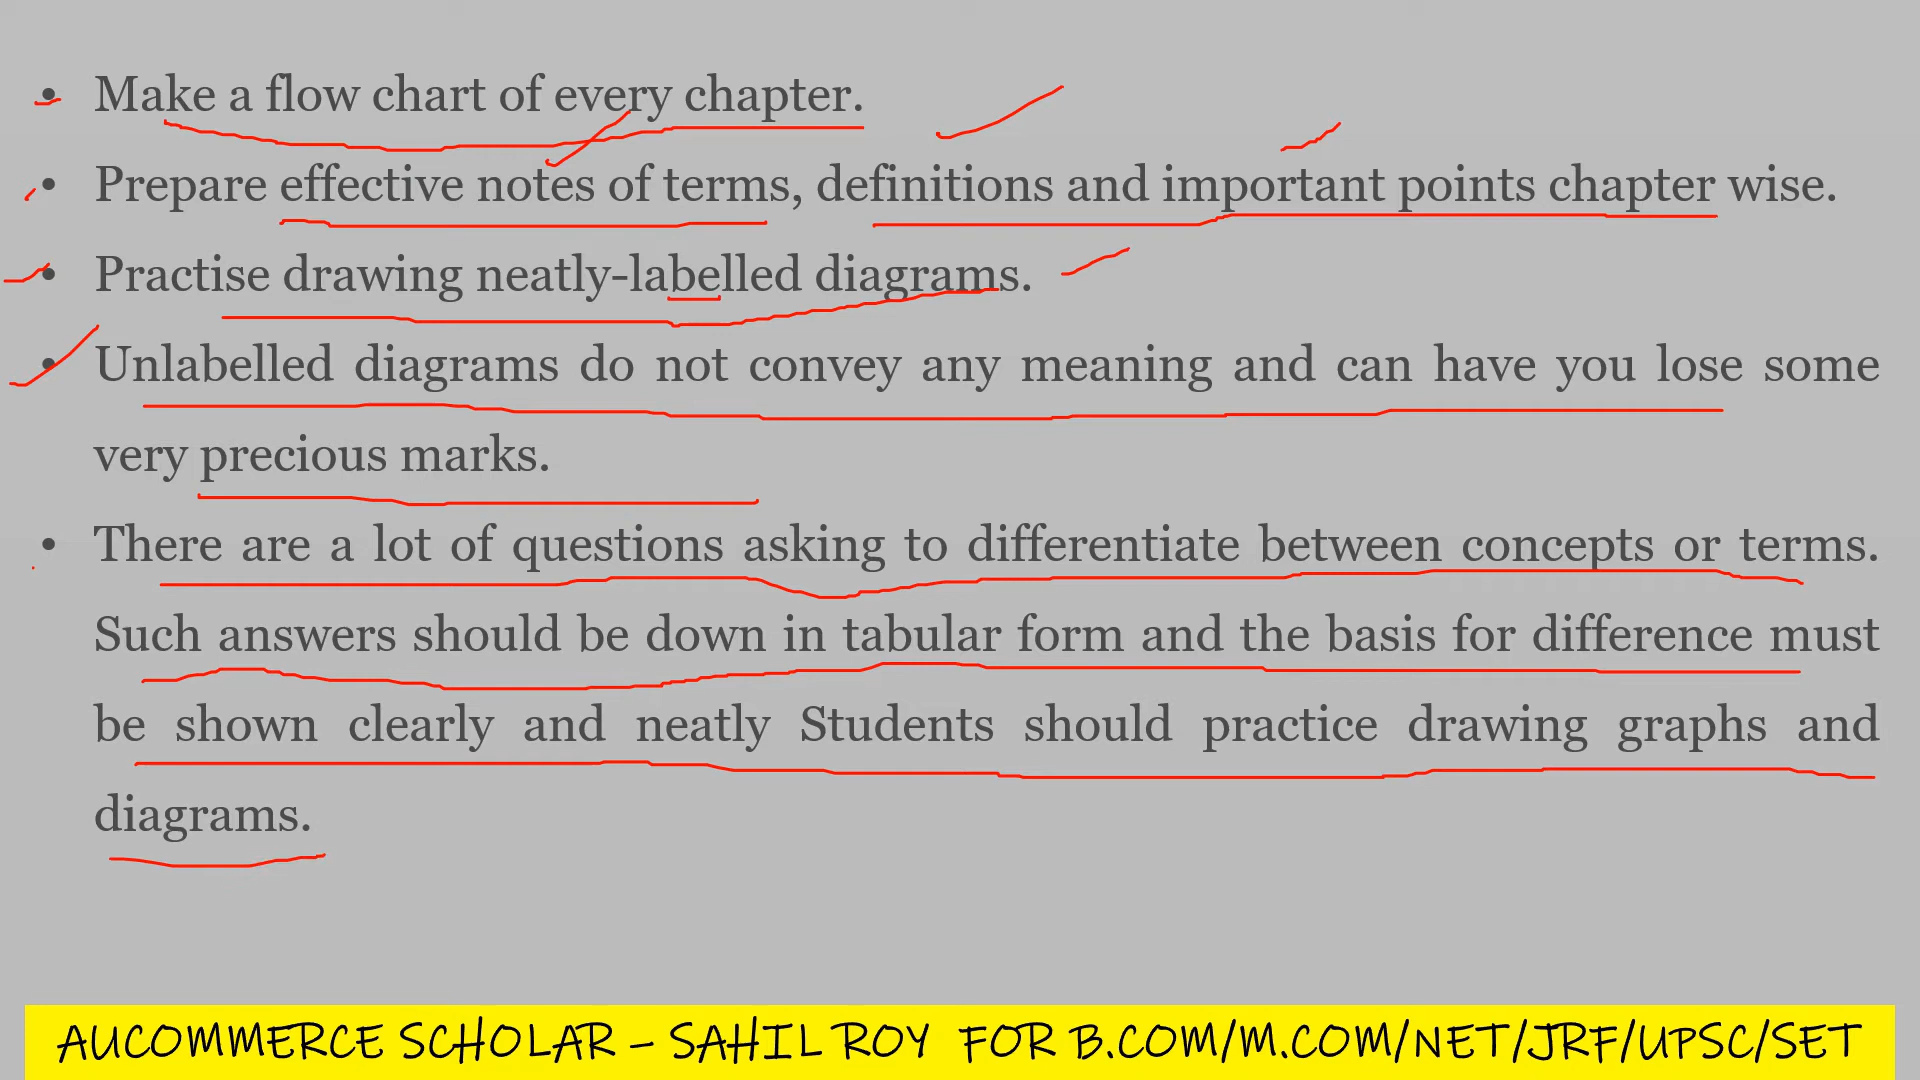 • Make a flow chart of every chapter.
• Prepare effective notes of terms, definitions and important points chapter wise.
• Practise drawing neatly-labelled diagrams.
• Unlabelled diagrams do not convey any meaning and can have you lose some
very precious marks.
• There are a lot of questions asking to differentiate between concepts or terms.
Such answers should be down in tabular form and the basis for difference must
be shown clearly and neatly Students should practice drawing graphs and
diagrams.
AUCOMMERCE SCHOLAR – SAHIL ROY FOR B.COM/M.COM/NET/JRF/UPSC/SET